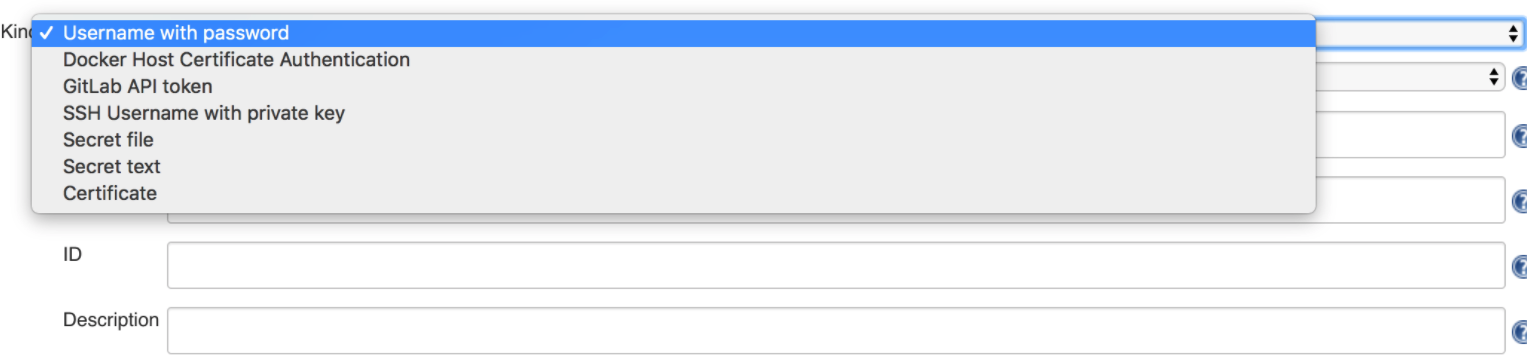 Kind
✓ Username with password
Docker Host Certificate Authentication
GitLab API token
SSH Username with private key
Secret file
Secret text
Certificate
ID
Description